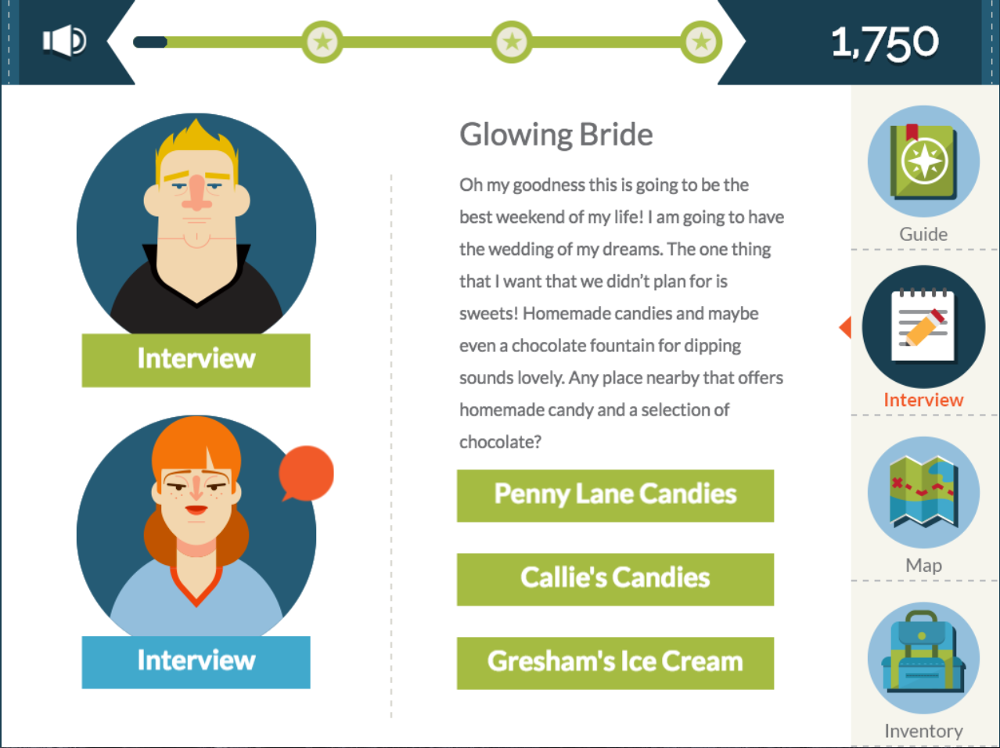 1,750
Interview
Interview
Glowing Bride
Oh my goodness this is going to be the
best weekend of my life! I am going to have
the wedding of my dreams. The one thing
that I want that we didn't plan for is
sweets! Homemade candies and maybe
even a chocolate fountain for dipping
sounds lovely. Any place nearby that offers
homemade candy and a selection of
chocolate?
Penny Lane Candies
Callie's Candies
Gresham's Ice Cream
Guide
Interview
Map
Inventory